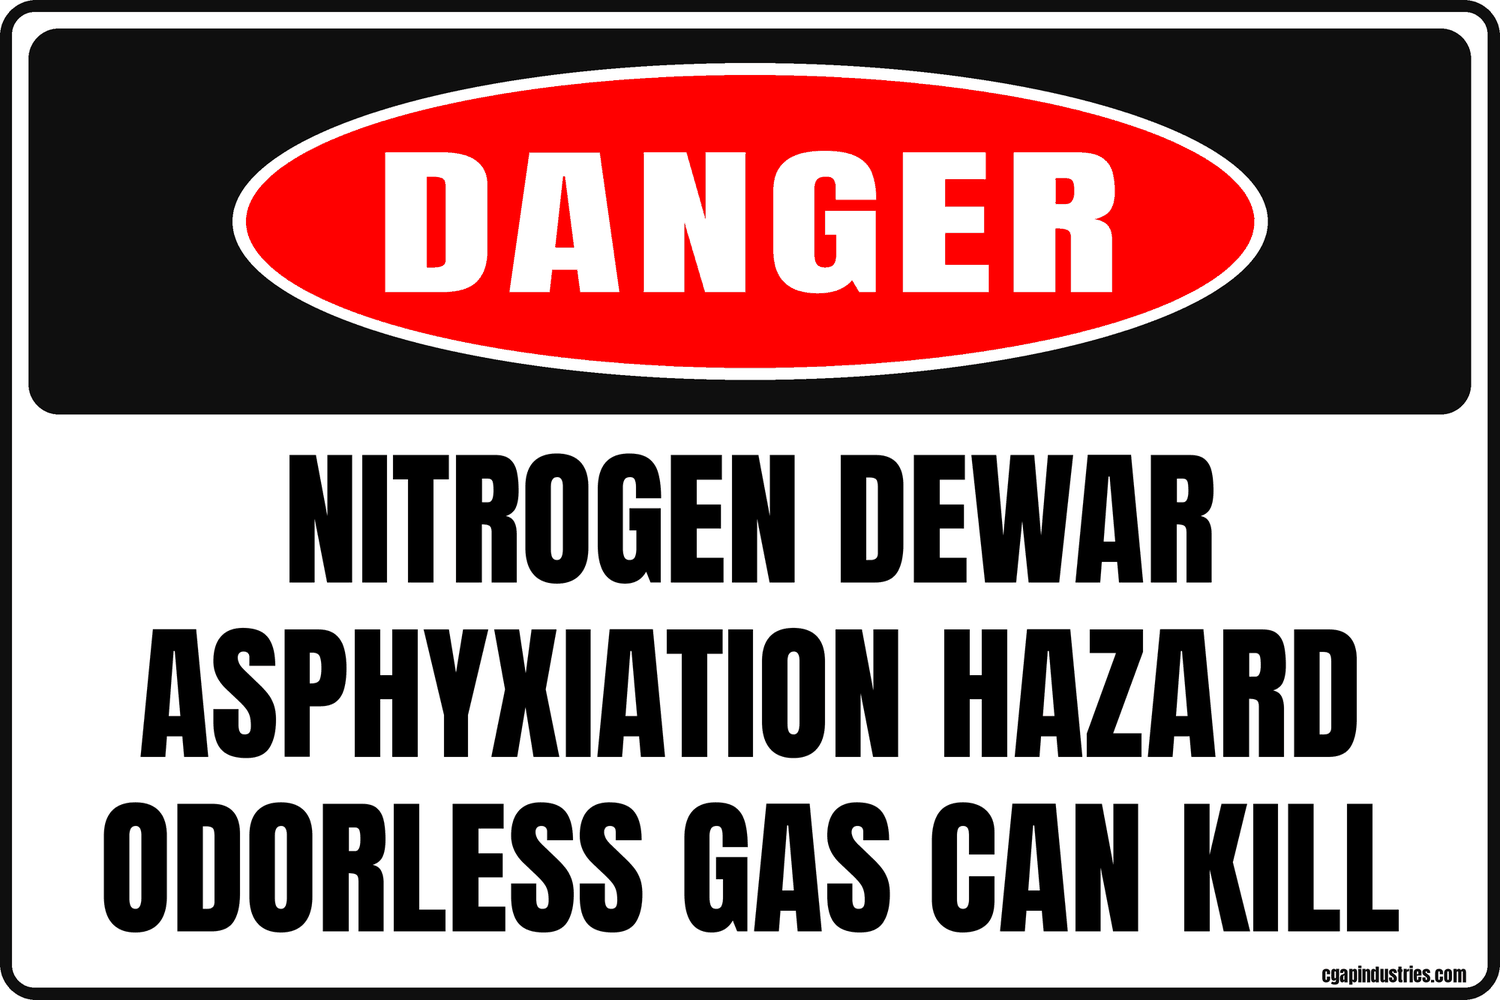 DANGER
NITROGEN DEWAR
ASPHYXIATION HAZARD
ODORLESS GAS CAN KILL
cgapindustries.com